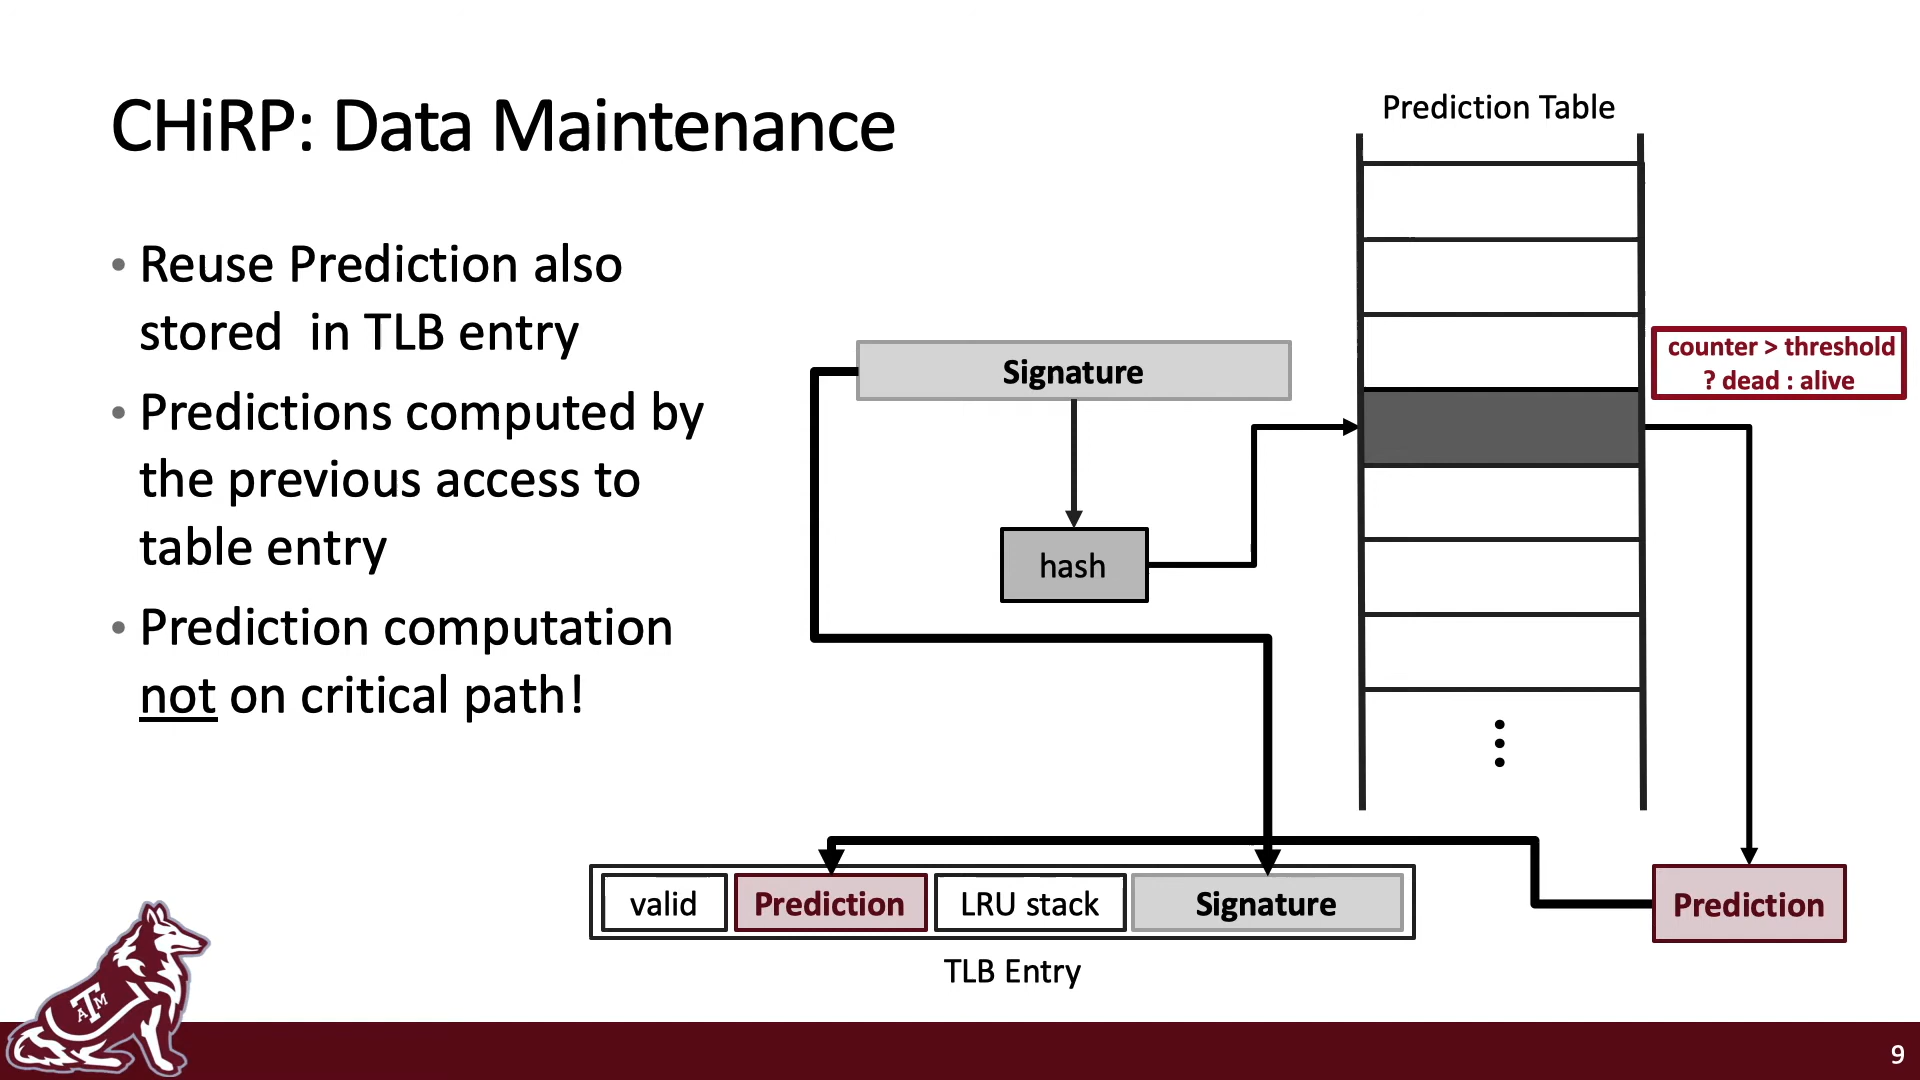 CHiRP: Data Maintenance
• Reuse Prediction also
stored in TLB entry
• Predictions computed by
the previous access to
table entry
• Prediction computation
not on critical path!
Prediction Table
Signature
counter > threshold
? dead : alive
hash
valid
Prediction
LRU stack
Signature
Prediction
TLB Entry
ATM
9